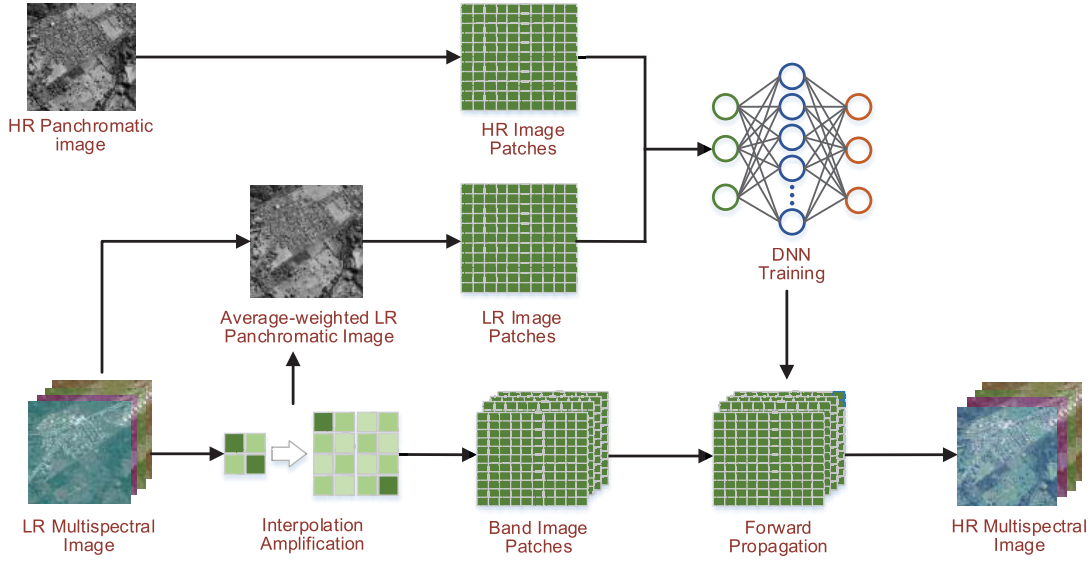 HR Panchromatic
image
HR Image
Patches
DNN
Training
Average-weighted LR
Panchromatic Image
LR Image
Patches
LR Multispectral
Image
Interpolation
Amplification
Band Image
Patches
Forward
Propagation
HR Multispectral
Image